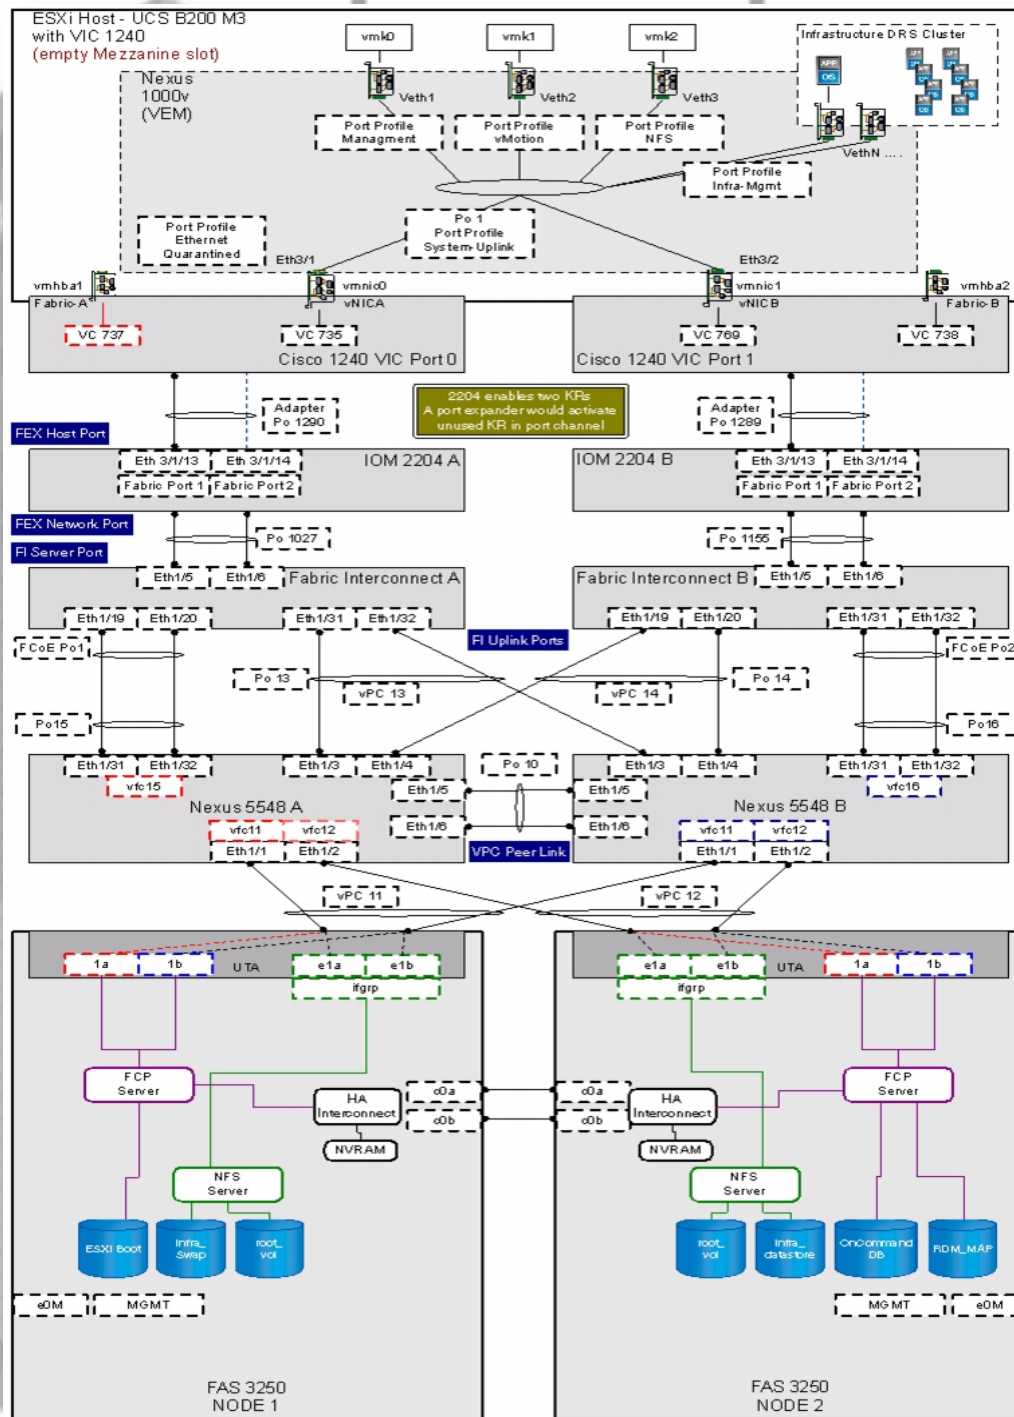 ESXi Host - UCS B200 M3
with VIC 1240
(empty Mezzanine slot)
vmk0
vmk1
vmk2
Infrastructure DRS Cluster
APP
OS
Nexus
1000v
(VEM)
Veth1
Veth2
Veth3
VethN ....
Port Profile
Managment
Port Profile
vMotion
Port Profile
NFS
Port Profile
Infra-Mgmt
Po 1
Port Profile
System-Uplink
Port Profile
Ethernet
Quarantined
Eth3/1
Eth3/2
vmhba1
vmnic0
vmnic1
vmhba2
Fabric-A
vNICA
vNICB
Fabric-B
VC 737
VC 735
VC 769
VC 738
Cisco 1240 VIC Port 0
Cisco 1240 VIC Port 1
2204 enables two KRs
A port expander would activate
unused KR in port channel
Adapter
Po 1290
Adapter
Po 1289
FEX Host Port
Eth 3/1/13
Eth 3/1/14
IOM 2204 A
IOM 2204 B
Eth 3/1/13
Eth 3/1/14
Fabric Port 1
Fabric Port 2
Fabric Port 1
Fabric Port 2
FEX Network Port
Po 1027
Po 1155
FI Server Port
Eth1/5
Eth1/6
Fabric Interconnect A
Fabric Interconnect B
Eth1/5
Eth1/6
Eth1/19
Eth1/20
Eth1/31
Eth1/32
Eth1/19
Eth1/20
Eth1/31
Eth1/32
FI Uplink Ports
FCoE Po1
FCoE Po2
Po 13
vPC 13
vPC 14
Po 14
Po15
Po16
Eth1/31
Eth1/32
Eth1/3
Eth1/4
Po 10
Eth1/3
Eth1/4
Eth1/31
Eth1/32
vfc15
vfc16
Eth1/5
Eth1/5
Nexus 5548 A
Nexus 5548 B
Eth1/6
Eth1/6
vfc11
vfc12
vfc11
vfc12
Eth1/1
Eth1/2
VPC Peer Link
Eth1/1
Eth1/2
vPC 11
vPC 12
1a
1b
UTA
e1a
e1b
e1a
e1b
UTA
1a
1b
ifgrp
ifgrp
FCP
Server
HA
Interconnect
c0a
c0b
c0a
c0b
HA
Interconnect
FCP
Server
NVRAM
NVRAM
NFS
Server
NFS
Server
ESXi Boot
Infra_
Swap
root_
vol
root_
vol
Infra_
datastore
OnCommand
DB
RDM_MAP
e0M
MGMT
MGMT
e0M
FAS 3250
NODE 1
FAS 3250
NODE 2